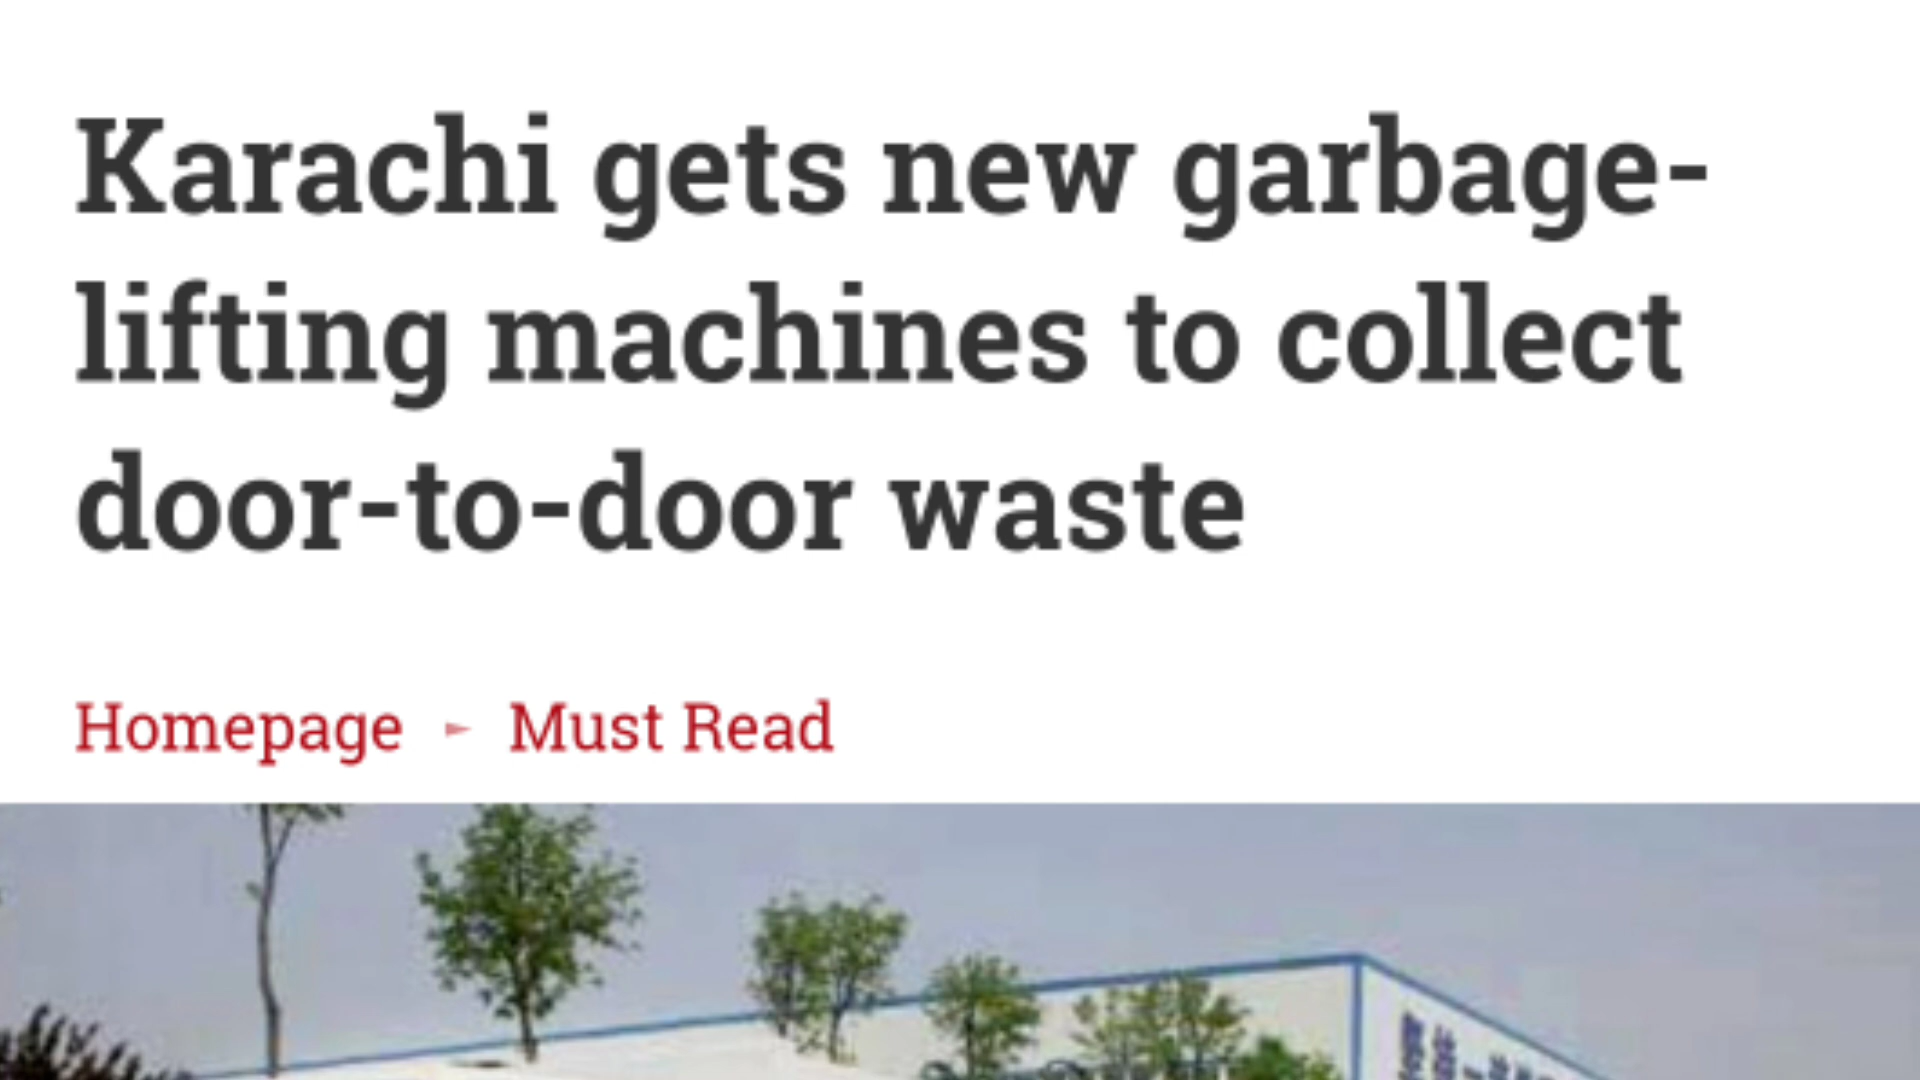 Karachi gets new garbage-
lifting machines to collect
door-to-door waste
Homepage ► Must Read